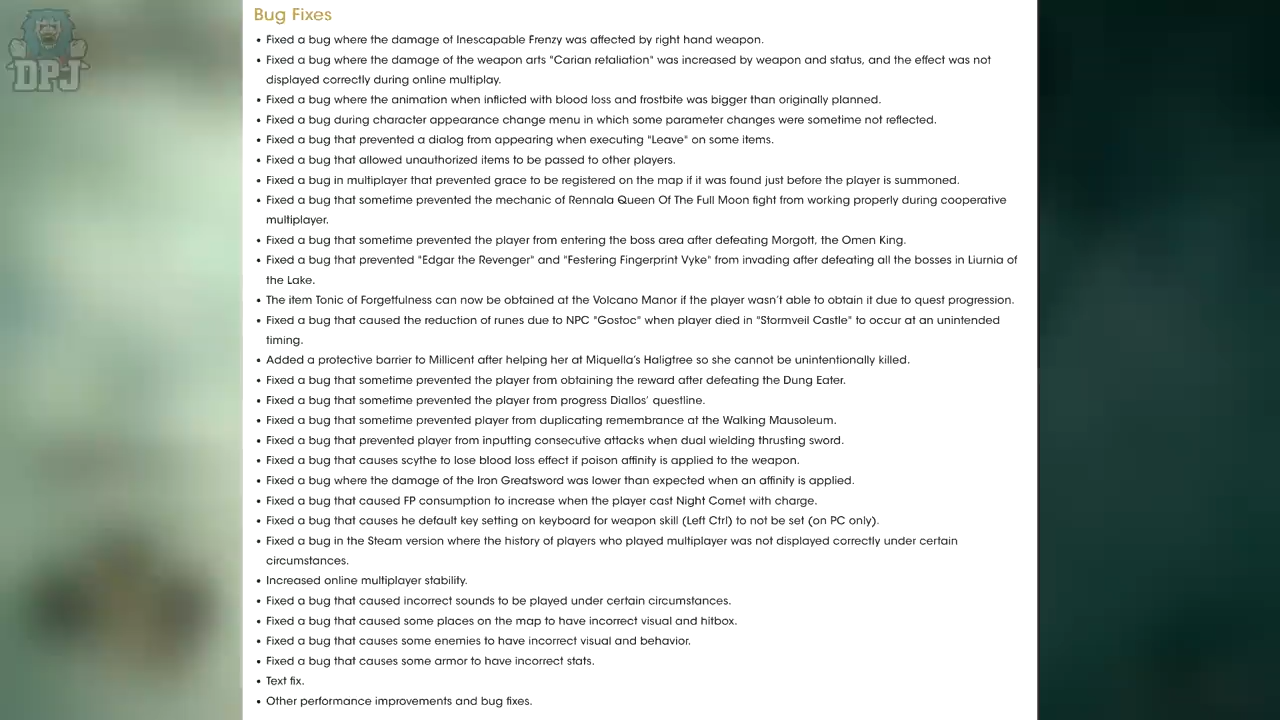 DPJ
Bug Fixes
• Fixed a bug where the damage of Inescapable Frenzy was affected by right hand weapon.
• Fixed a bug where the damage of the weapon arts "Carian retaliation" was increased by weapon and status, and the effect was not
displayed correctly during online multiplay.
• Fixed a bug where the animation when inflicted with blood loss and frostbite was bigger than originally planned.
• Fixed a bug during character appearance change menu in which some parameter changes were sometime not reflected.
• Fixed a bug that prevented a dialog from appearing when executing "Leave" on some items.
• Fixed a bug that allowed unauthorized items to be passed to other players.
• Fixed a bug in multiplayer that prevented grace to be registered on the map if it was found just before the player is summoned.
• Fixed a bug that sometime prevented the mechanic of Rennala Queen Of The Full Moon fight from working properly during cooperative
multiplayer.
• Fixed a bug that sometime prevented the player from entering the boss area after defeating Morgott, the Omen King.
• Fixed a bug that prevented "Edgar the Revenger" and "Festering Fingerprint Vyke" from invading after defeating all the bosses in Liurnia of
the Lake.
• The item Tonic of Forgetfulness can now be obtained at the Volcano Manor if the player wasn't able to obtain it due to quest progression.
• Fixed a bug that caused the reduction of runes due to NPC "Gostoc" when player died in "Stormveil Castle" to occur at an unintended
timing.
• Added a protective barrier to Millicent after helping her at Miquella's Haligtree so she cannot be unintentionally killed.
• Fixed a bug that sometime prevented the player from obtaining the reward after defeating the Dung Eater.
• Fixed a bug that sometime prevented the player from progress Diallos' questline.
• Fixed a bug that sometime prevented player from duplicating remembrance at the Walking Mausoleum.
• Fixed a bug that prevented player from inputting consecutive attacks when dual wielding thrusting sword.
• Fixed a bug that causes scythe to lose blood loss effect if poison affinity is applied to the weapon.
• Fixed a bug where the damage of the Iron Greatsword was lower than expected when an affinity is applied.
• Fixed a bug that caused FP consumption to increase when the player cast Night Comet with charge.
• Fixed a bug that causes he default key setting on keyboard for weapon skill (Left Ctrl) to not be set (on PC only).
• Fixed a bug in the Steam version where the history of players who played multiplayer was not displayed correctly under certain
circumstances.
• Increased online multiplayer stability.
• Fixed a bug that caused incorrect sounds to be played under certain circumstances.
• Fixed a bug that caused some places on the map to have incorrect visual and hitbox.
• Fixed a bug that causes some enemies to have incorrect visual and behavior.
• Fixed a bug that causes some armor to have incorrect stats.
• Text fix.
• Other performance improvements and bug fixes.